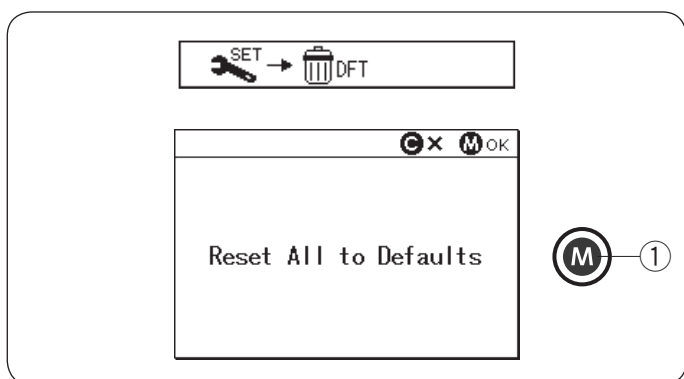 SET → DFT
C × M OK
Reset All to Defaults
M 1